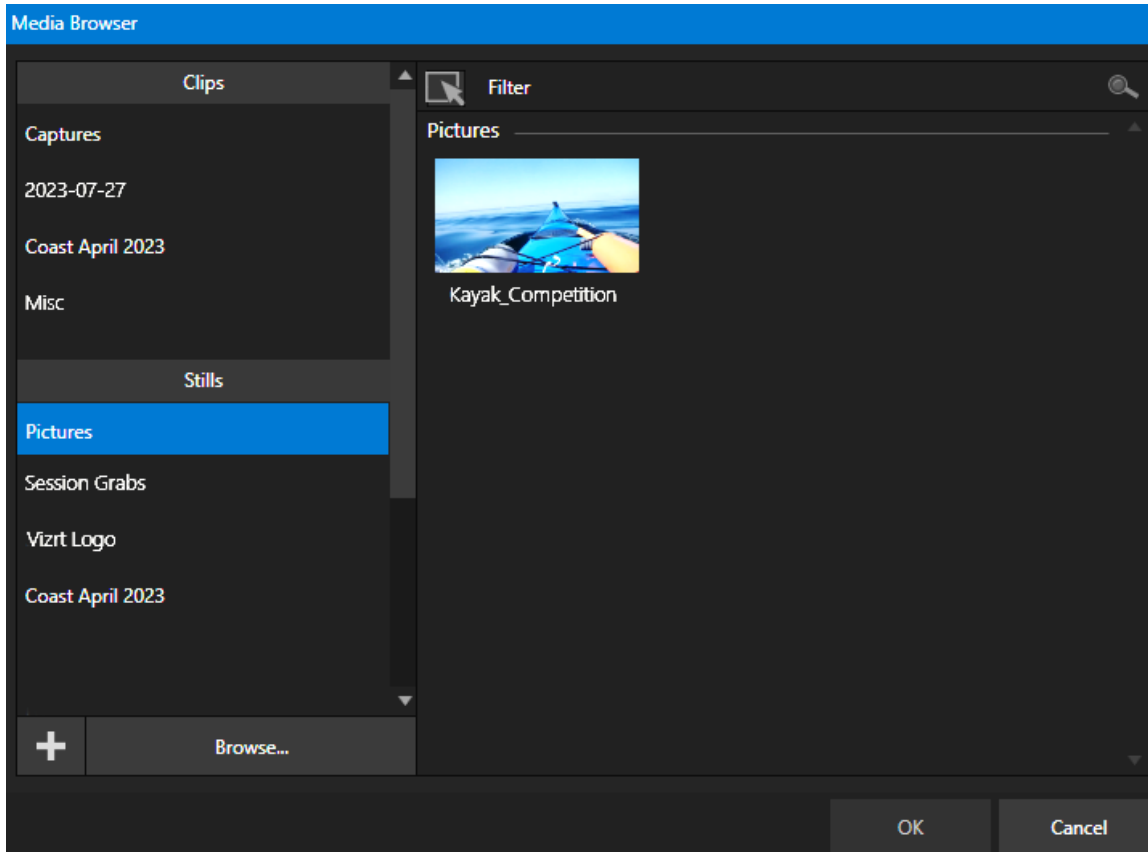 Media Browser
Clips
Captures
2023-07-27
Coast April 2023
Misc
Stills
Pictures
Session Grabs
Vizrt Logo
Coast April 2023
Browse...
Filter
Pictures
Kayak_Competition
OK
Cancel